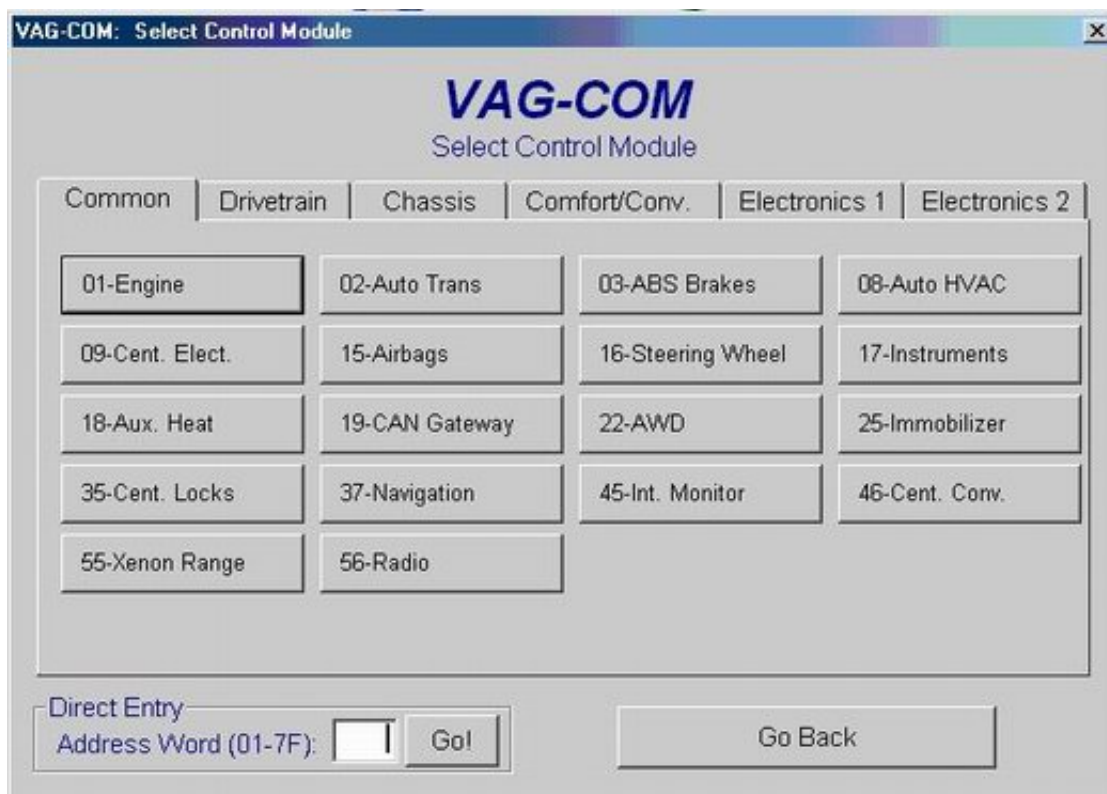 VAG-COM: Select Control Module
VAG-COM
Select Control Module
Common Drivetrain Chassis Comfort/Conv. Electronics 1 Electronics 2
01-Engine 02-Auto Trans 03-ABS Brakes 08-Auto HVAC
09-Cent. Elect. 15-Airbags 16-Steering Wheel 17-Instruments
18-Aux. Heat 19-CAN Gateway 22-AWD 25-Immobilizer
35-Cent. Locks 37-Navigation 45-Int. Monitor 46-Cent. Conv.
55-Xenon Range 56-Radio
Direct Entry
Address Word (01-7F): Go! Go Back